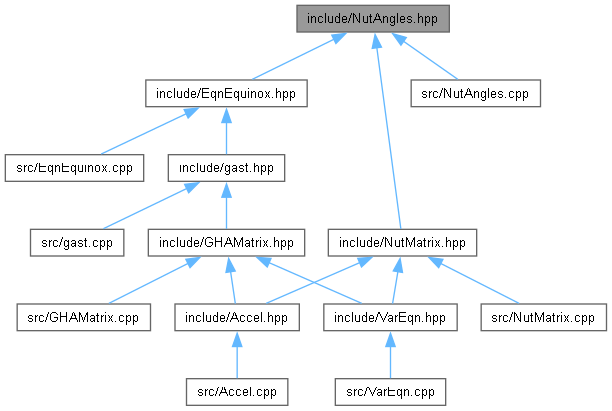 include/NutAngles.hpp
include/EqnEquinox.hpp
src/NutAngles.cpp
src/EqnEquinox.cpp
include/gast.hpp
src/gast.cpp
include/GHAMatrix.hpp
include/NutMatrix.hpp
src/GHAMatrix.cpp
include/Accel.hpp
include/VarEqn.hpp
src/NutMatrix.cpp
src/Accel.cpp
src/VarEqn.cpp